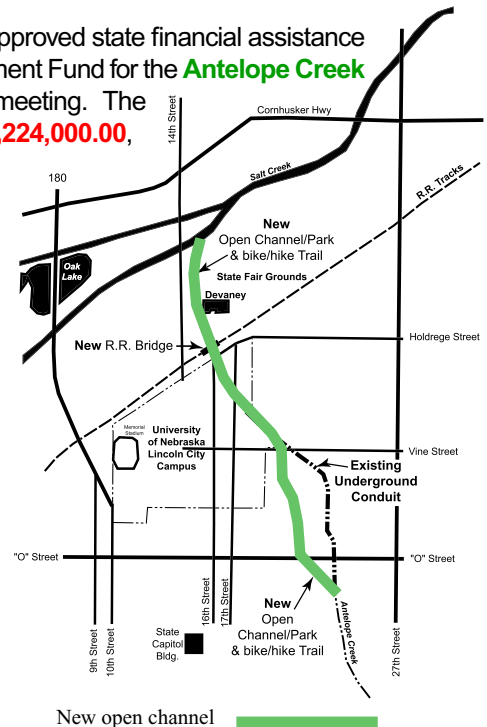 pproved state financial assistance
ment Fund for the Antelope Creek
meeting. The
,224,000.00,
14th Street
Cornhusker Hwy
Salt Creek
R.R. Tracks
180
New
Open Channel/Park
& bike/hike Trail
Oak
Lake
State Fair Grounds
Devaney
New R.R. Bridge
Holdrege Street
Memorial
Stadium
University
of Nebraska
Lincoln City
Campus
Vine Street
Existing
Underground
Conduit
"O" Street
"O" Street
9th Street
10th Street
16th Street
17th Street
New
Open
Channel/Park
& bike/hike Trail
State
Capitol
Bldg.
Antelope Creek
27th Street
New open channel